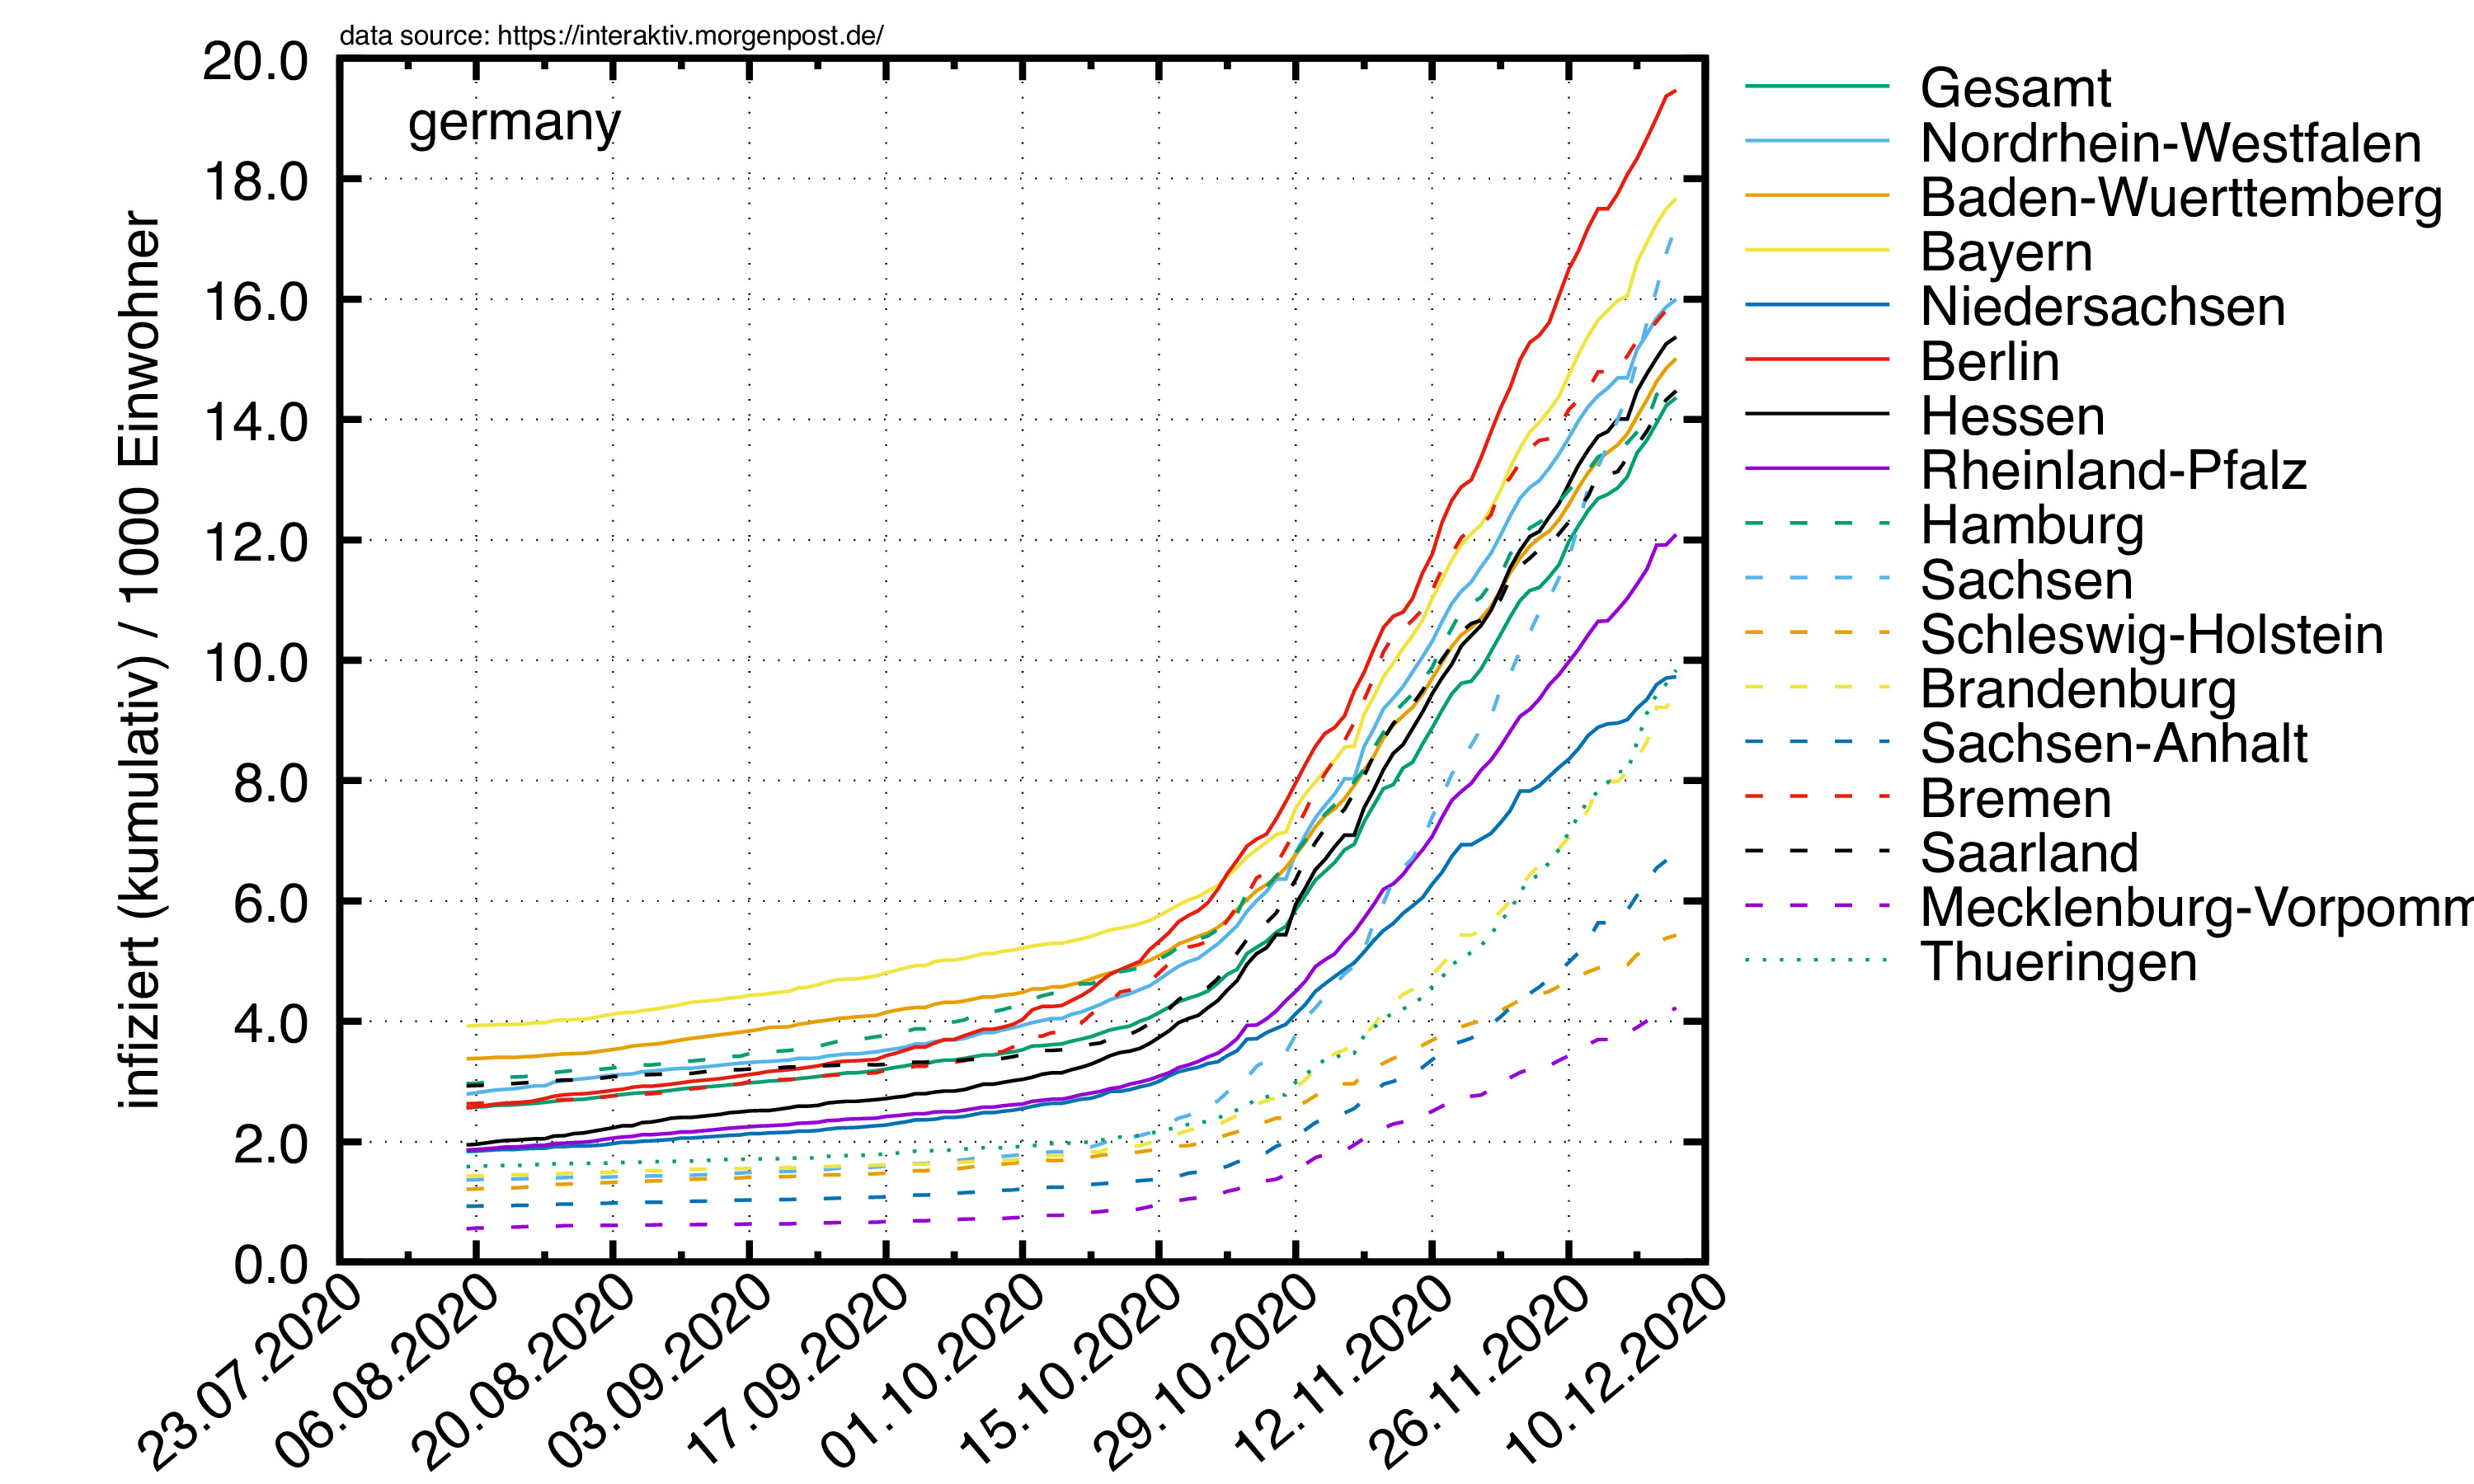 data source: https://interaktiv.morgenpost.de/
germany
infiziert (kumulativ) / 1000 Einwohner
20.0
18.0
16.0
14.0
12.0
10.0
8.0
6.0
4.0
2.0
0.0
23.07.2020
06.08.2020
20.08.2020
03.09.2020
17.09.2020
01.10.2020
15.10.2020
29.10.2020
12.11.2020
26.11.2020
10.12.2020
Gesamt
Nordrhein-Westfalen
Baden-Wuerttemberg
Bayern
Niedersachsen
Berlin
Hessen
Rheinland-Pfalz
Hamburg
Sachsen
Schleswig-Holstein
Brandenburg
Sachsen-Anhalt
Bremen
Saarland
Mecklenburg-Vorpomm
Thueringen